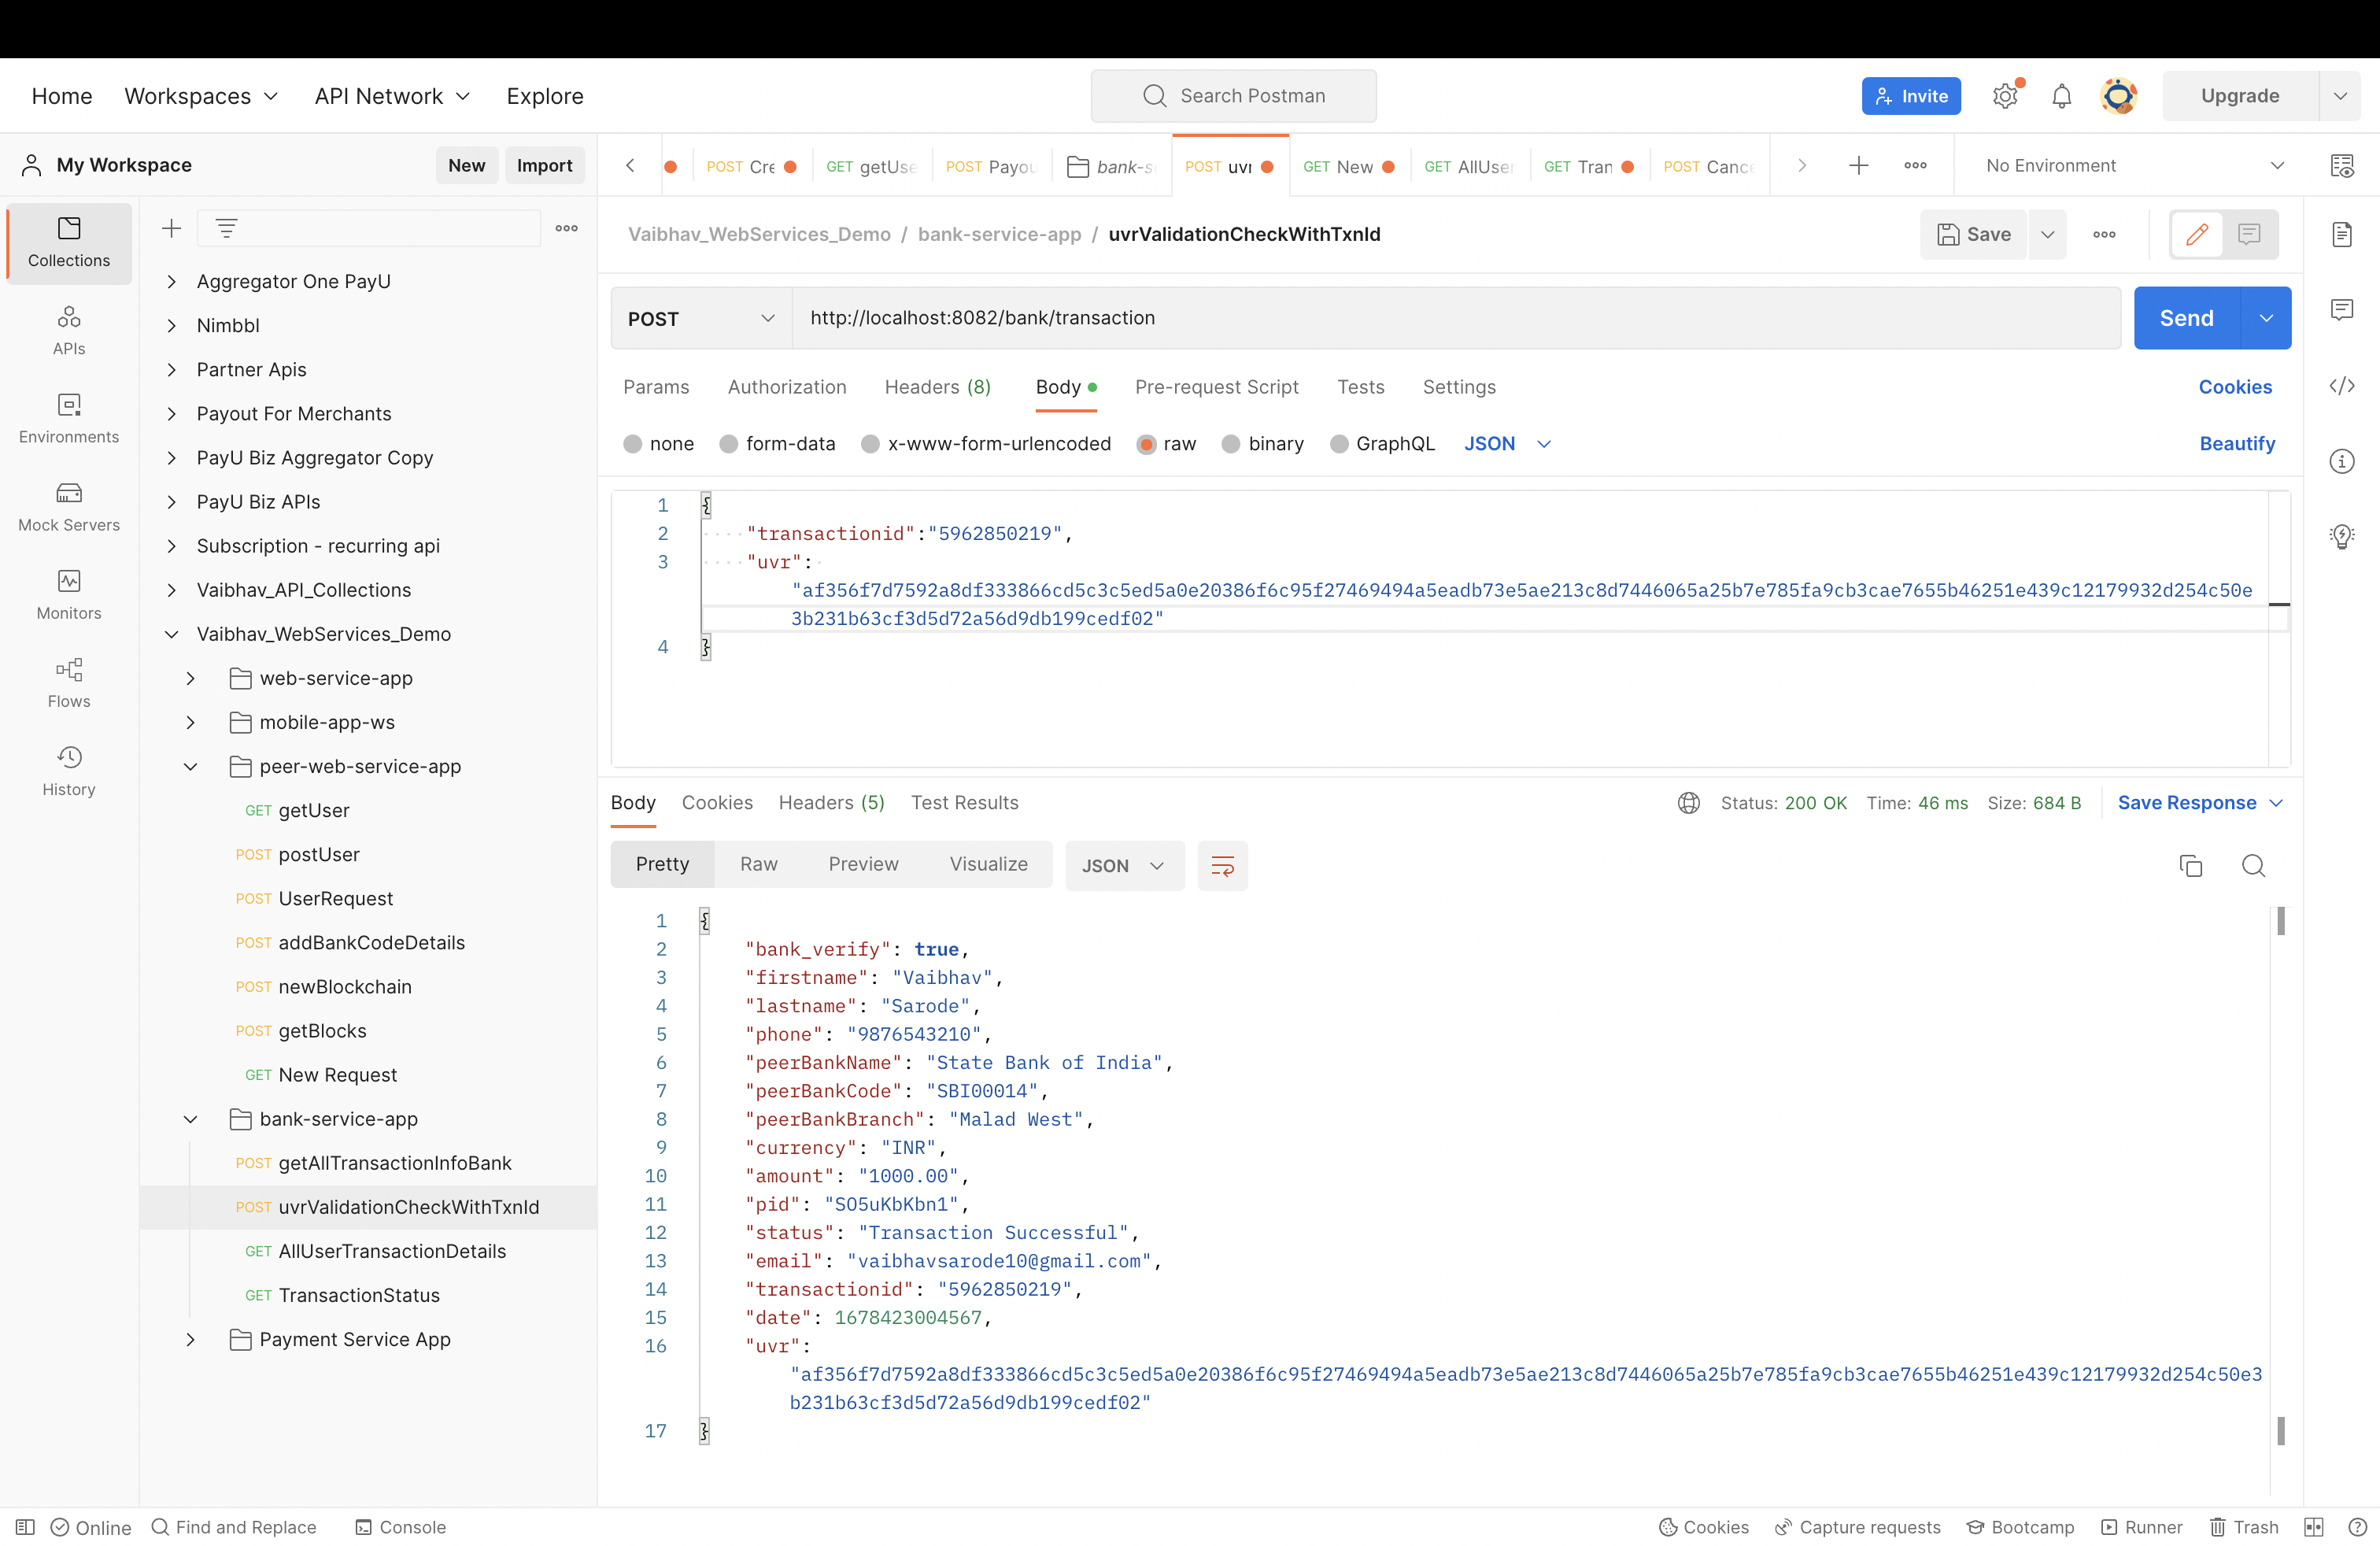 Home Workspaces API Network Explore Search Postman Invite Upgrade
My Workspace New Import POST Cre GET getUse POST Payou bank-s POST uvr GET New GET AllUser GET Tran POST Cance No Environment
Vaibhav_WebServices_Demo / bank-service-app / uvrValidationCheckWithTxnId Save
Collections
APIs
Environments
Mock Servers
Monitors
Flows
History
Aggregator One PayU
Nimbbl
Partner Apis
Payout For Merchants
PayU Biz Aggregator Copy
PayU Biz APIs
Subscription - recurring api
Vaibhav_API_Collections
Vaibhav_WebServices_Demo
web-service-app
mobile-app-ws
peer-web-service-app
GET getUser
POST postUser
POST UserRequest
POST addBankCodeDetails
POST newBlockchain
POST getBlocks
GET New Request
bank-service-app
POST getAllTransactionInfoBank
POST uvrValidationCheckWithTxnId
GET AllUserTransactionDetails
GET TransactionStatus
Payment Service App
POST http://localhost:8082/bank/transaction Send
Params Authorization Headers (8) Body Pre-request Script Tests Settings Cookies
none form-data x-www-form-urlencoded raw binary GraphQL JSON Beautify
1 {
2 "transactionid":"5962850219",
3 "uvr":
"af356f7d7592a8df333866cd5c3c5ed5a0e20386f6c95f27469494a5eadb73e5ae213c8d7446065a25b7e785fa9cb3cae7655b46251e439c12179932d254c50e
3b231b63cf3d5d72a56d9db199cedf02"
4 }
Body Cookies Headers (5) Test Results Status: 200 OK Time: 46 ms Size: 684 B Save Response
Pretty Raw Preview Visualize JSON
1 {
2 "bank_verify": true,
3 "firstname": "Vaibhav",
4 "lastname": "Sarode",
5 "phone": "9876543210",
6 "peerBankName": "State Bank of India",
7 "peerBankCode": "SBI00014",
8 "peerBankBranch": "Malad West",
9 "currency": "INR",
10 "amount": "1000.00",
11 "pid": "SO5uKbKbn1",
12 "status": "Transaction Successful",
13 "email": "vaibhavsarode10@gmail.com",
14 "transactionid": "5962850219",
15 "date": 1678423004567,
16 "uvr":
"af356f7d7592a8df333866cd5c3c5ed5a0e20386f6c95f27469494a5eadb73e5ae213c8d7446065a25b7e785fa9cb3cae7655b46251e439c12179932d254c50e3
b231b63cf3d5d72a56d9db199cedf02"
17 }
Online Find and Replace Console Cookies Capture requests Bootcamp Runner Trash